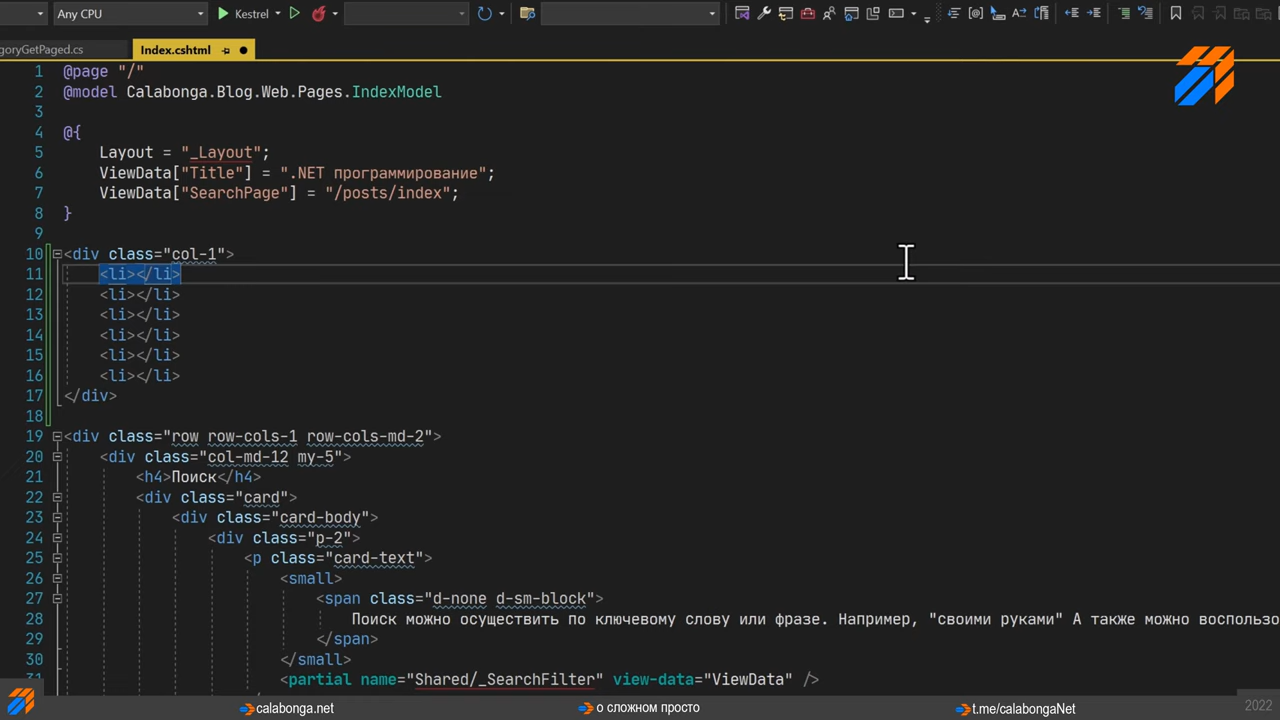 Any CPU
Kestrel
goryGetPaged.cs
Index.cshtml
1 @page "/"
2 @model Calabonga.Blog.Web.Pages.IndexModel
3
4 @{
5 Layout = "_Layout";
6 ViewData["Title"] = ".NET программирование";
7 ViewData["SearchPage"] = "/posts/index";
8 }
9
10 <div class="col-1">
11 <li></li>
12 <li></li>
13 <li></li>
14 <li></li>
15 <li></li>
16 <li></li>
17 </div>
18
19 <div class="row row-cols-1 row-cols-md-2">
20 <div class="col-md-12 my-5">
21 <h4>Поиск</h4>
22 <div class="card">
23 <div class="card-body">
24 <div class="p-2">
25 <p class="card-text">
26 <small>
27 <span class="d-none d-sm-block">
28 Поиск можно осуществить по ключевому слову или фразе. Например, "своими руками" А также можно воспользо
29 </span>
30 </small>
31 <partial name="Shared/_SearchFilter" view-data="ViewData" />
calabonga.net
о сложном просто
t.me/calabongaNet
2022